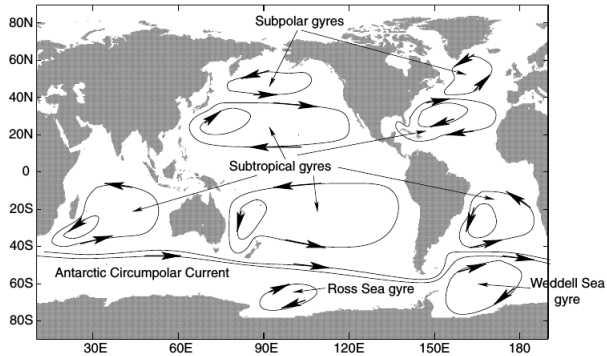 Subpolar gyres
80N
60N
40N
20N
Subtropical gyres
0
20S
40S
Antarctic Circumpolar Current
60S
Ross Sea gyre
Weddell Sea
gyre
80S
30E
60E
90E
120E
150E
180